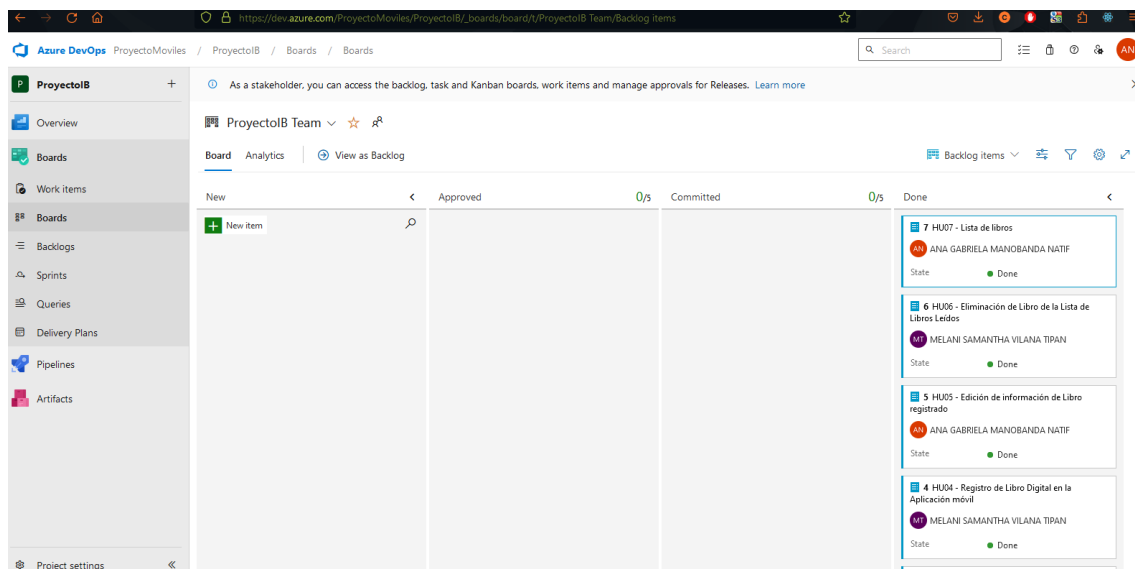 https://dev.azure.com/ProyectoMoviles/ProyectoIB/_boards/board/t/ProyectoIB Team/Backlog items
Azure DevOps ProyectoMoviles / ProyectoIB / Boards / Boards
Search
AN
P ProyectoIB +
As a stakeholder, you can access the backlog, task and Kanban boards, work items and manage approvals for Releases. Learn more
Overview
Boards
Work items
Boards
Backlogs
Sprints
Queries
Delivery Plans
Pipelines
Artifacts
Project settings
ProyectoIB Team
Board Analytics View as Backlog
Backlog items
New
New item
Approved 0/5
Committed 0/5
Done
7 HU07 - Lista de libros
AN ANA GABRIELA MANOBANDA NATIF
State Done
6 HU06 - Eliminación de Libro de la Lista de
Libros Leídos
MT MELANI SAMANTHA VILANA TIPAN
State Done
5 HU05 - Edición de información de Libro
registrado
AN ANA GABRIELA MANOBANDA NATIF
State Done
4 HU04 - Registro de Libro Digital en la
Aplicación móvil
MT MELANI SAMANTHA VILANA TIPAN
State Done